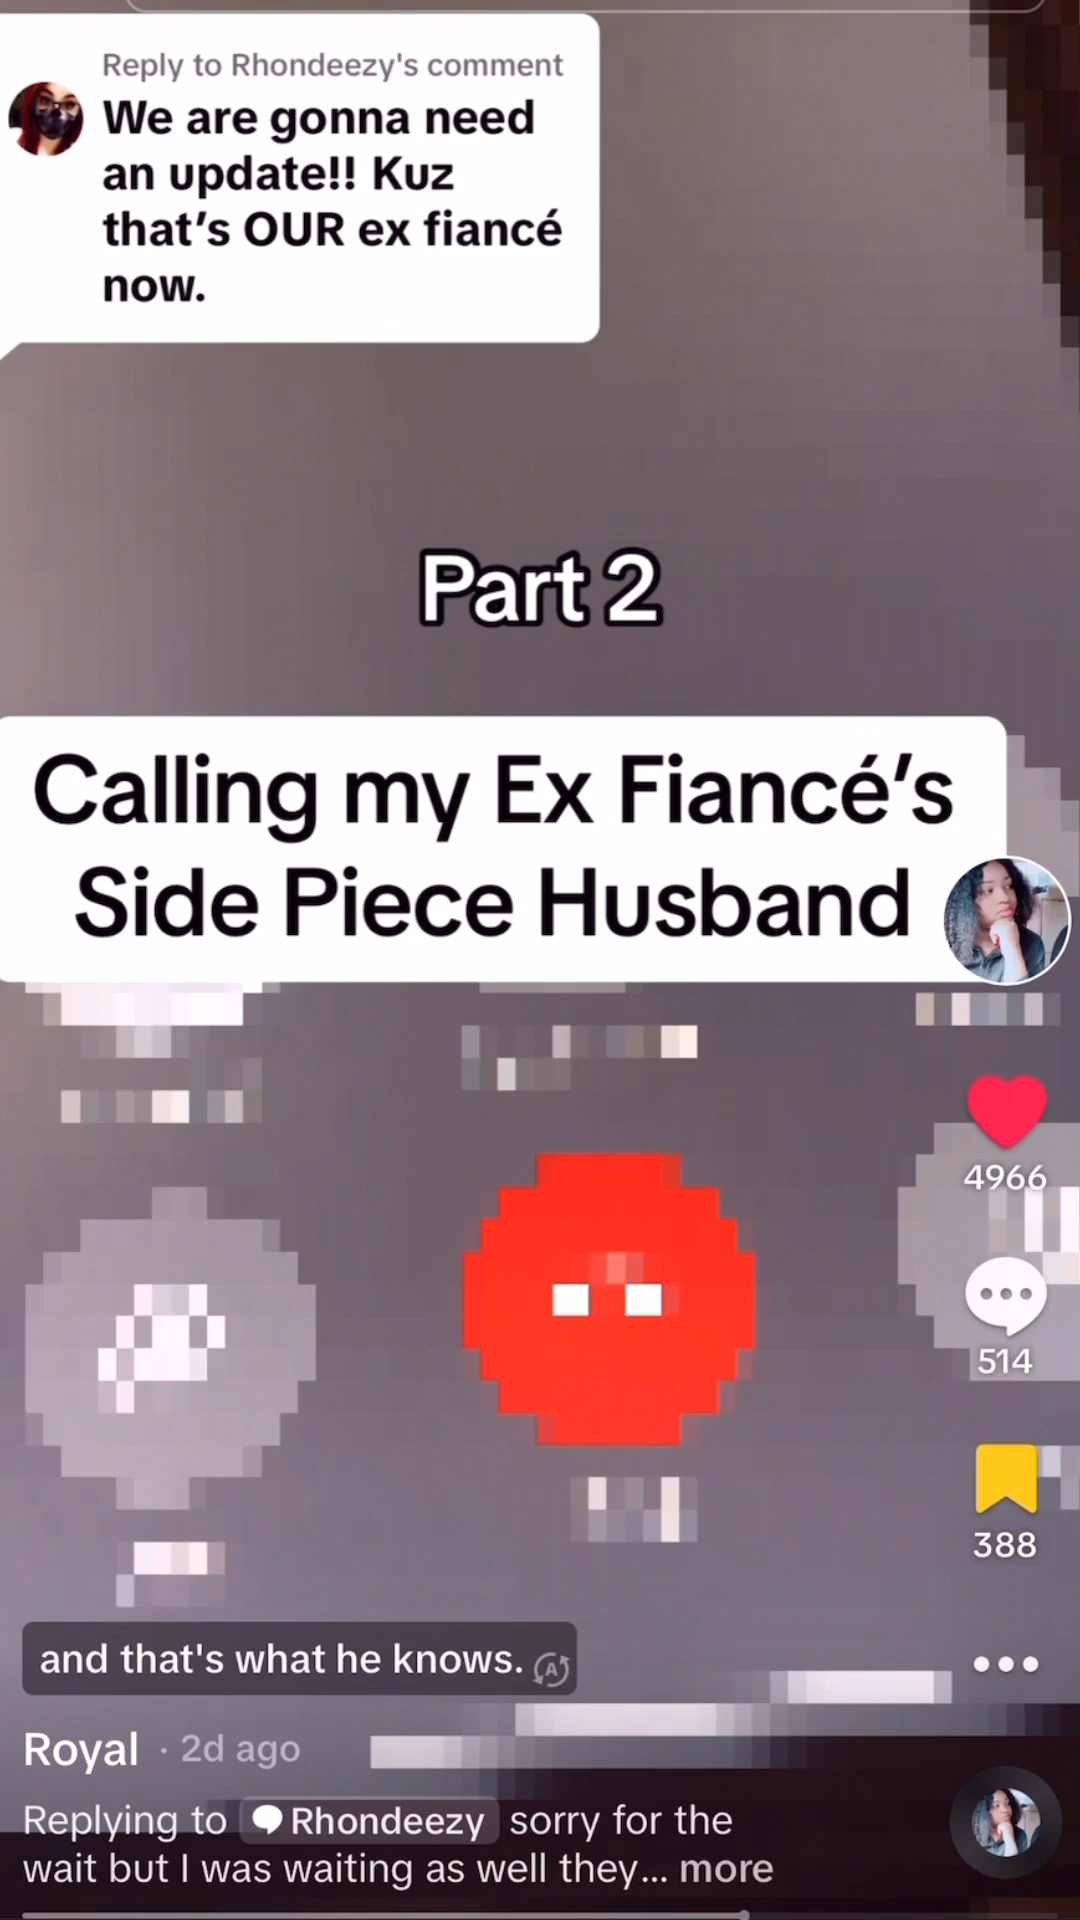 Reply to Rhondeezy's comment
We are gonna need
an update!! Kuz
that’s OUR ex fiancé
now.
Part 2
Calling my Ex Fiancé’s
Side Piece Husband
4966
514
388
and that's what he knows.
Royal · 2d ago
Replying to Rhondeezy sorry for the
wait but I was waiting as well they... more